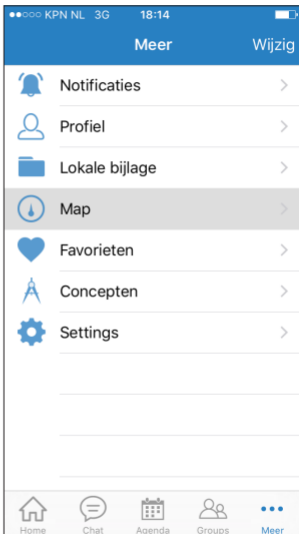 KPN NL 3G 18:14
Meer Wijzig
Notificaties
Profiel
Lokale bijlage
Map
Favorieten
Concepten
Settings
Home Chat Agenda Groups Meer